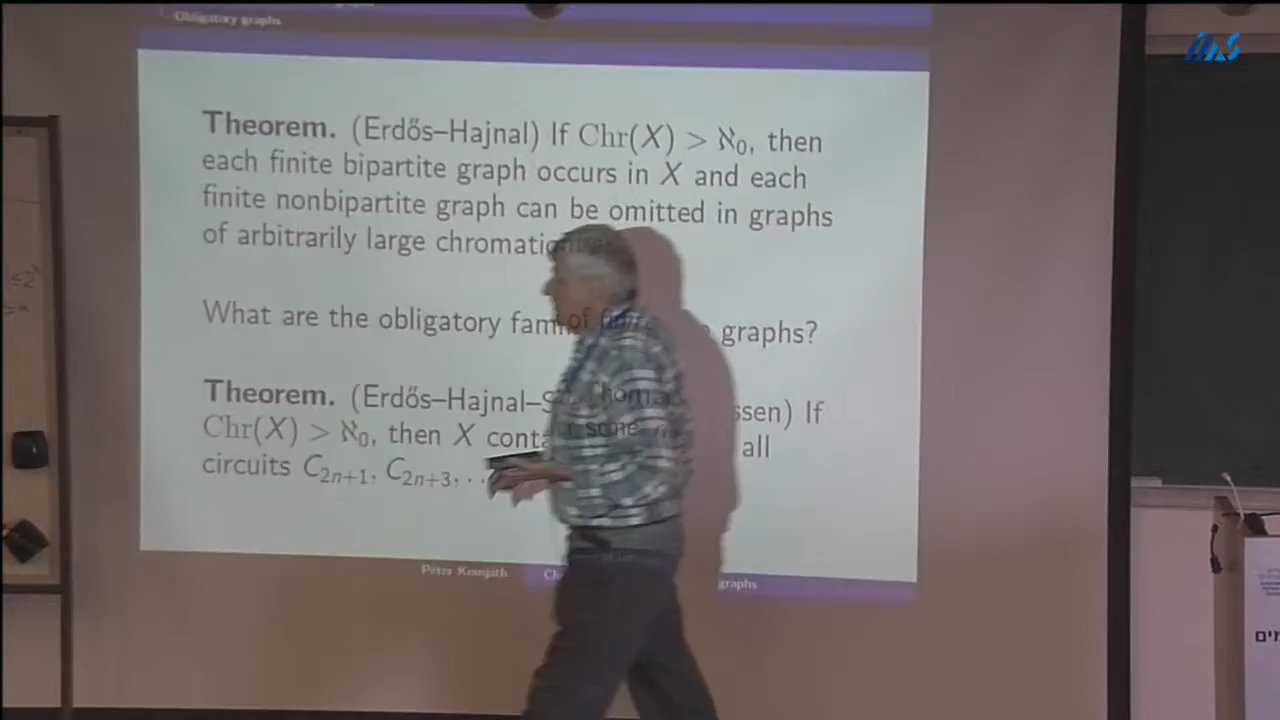 Obligatory graphs
Theorem. (Erdős–Hajnal) If Chr(X) > ℵ₀, then
each finite bipartite graph occurs in X and each
finite nonbipartite graph can be omitted in graphs
of arbitrarily large chromatic
What are the obligatory of graphs?
Theorem. (Erdős–Hajnal– If
Chr(X) > ℵ₀, then X some all
circuits C₂ₙ₊₁, C₂ₙ₊₃, . .
Péter Komjáth
graphs